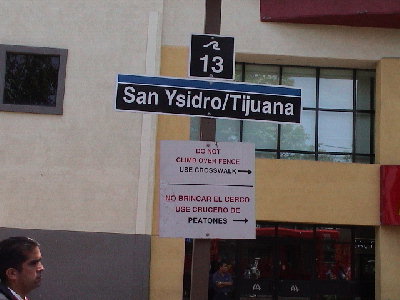 13
San Ysidro/Tijuana
DO NOT
CLIMB OVER FENCE
USE CROSSWALK
NO BRINCAR EL CERCO
USE CRUCERO DE
PEATONES